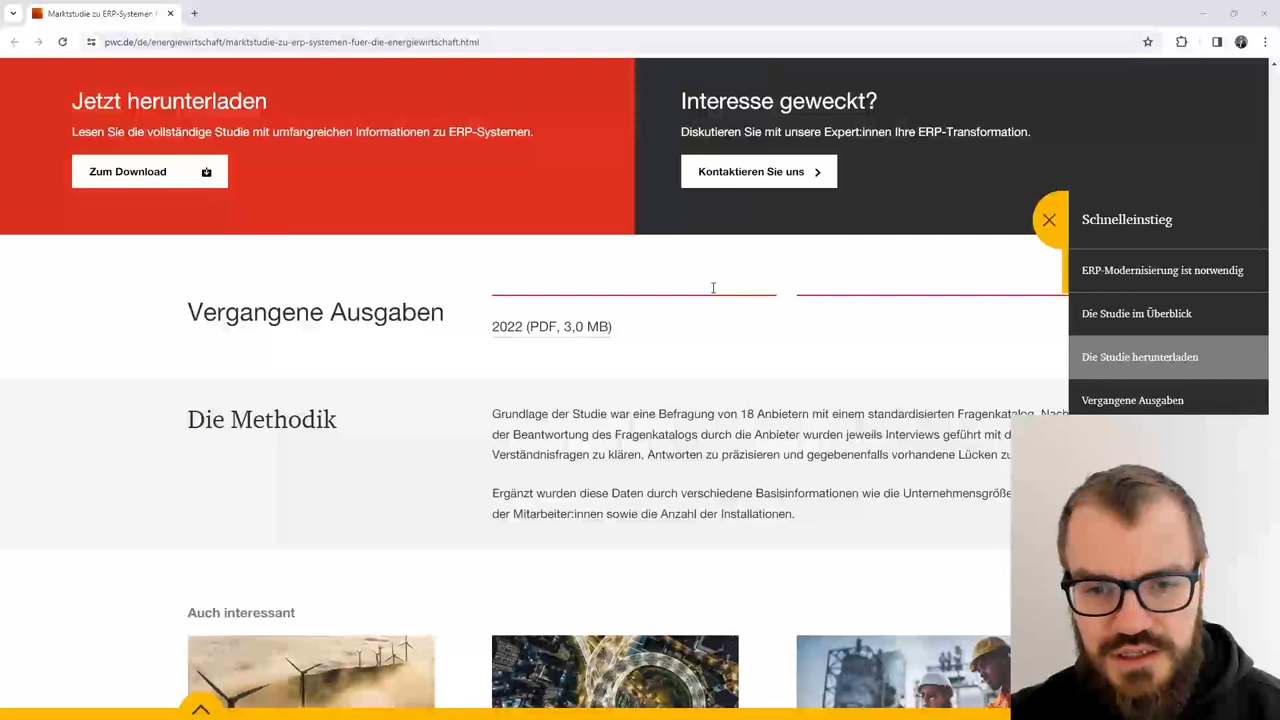 Marktstudie zu ERP-Systemen
pwc.de/de/energiewirtschaft/marktstudie-zu-erp-systemen-fuer-die-energiewirtschaft.html
Jetzt herunterladen
Lesen Sie die vollständige Studie mit umfangreichen Informationen zu ERP-Systemen.
Zum Download
Interesse geweckt?
Diskutieren Sie mit unsere Expert:innen Ihre ERP-Transformation.
Kontaktieren Sie uns
Schnelleinstieg
ERP-Modernisierung ist notwendig
Die Studie im Überblick
Die Studie herunterladen
Vergangene Ausgaben
Vergangene Ausgaben
2022 (PDF, 3,0 MB)
Die Methodik
Grundlage der Studie war eine Befragung von 18 Anbietern mit einem standardisierten Fragenkatalog. Nach
der Beantwortung des Fragenkatalogs durch die Anbieter wurden jeweils Interviews geführt mit d
Verständnisfragen zu klären, Antworten zu präzisieren und gegebenenfalls vorhandene Lücken zu
Ergänzt wurden diese Daten durch verschiedene Basisinformationen wie die Unternehmensgröße
der Mitarbeiter:innen sowie die Anzahl der Installationen.
Auch interessant